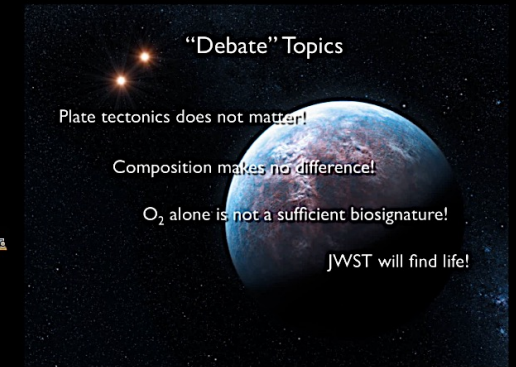 “Debate” Topics
Plate tectonics does not matter!
Composition makes no difference!
O₂ alone is not a sufficient biosignature!
JWST will find life!